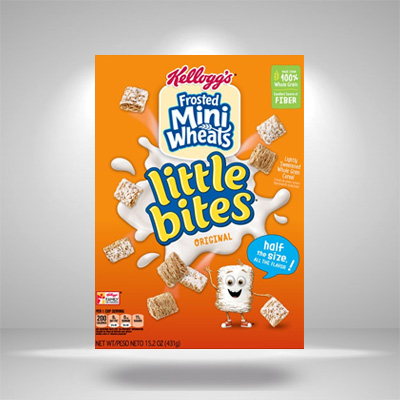 Kellogg's
Frosted
Mini
Wheats
little
bites
ORIGINAL
100%
Whole Grain
FIBER
Lightly
Sweetened
Whole Grain
Cereal
half
the size,
ALL THE FLAVOR!
NET WT/PESO NETO 15.2 OZ (431g)